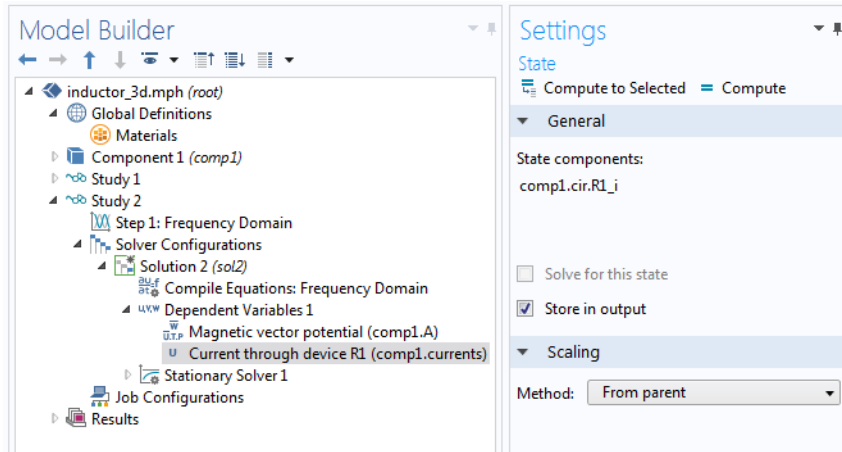 Model Builder
inductor_3d.mph (root)
Global Definitions
Materials
Component 1 (comp1)
Study 1
Study 2
Step 1: Frequency Domain
Solver Configurations
Solution 2 (sol2)
Compile Equations: Frequency Domain
Dependent Variables 1
Magnetic vector potential (comp1.A)
Current through device R1 (comp1.currents)
Stationary Solver 1
Job Configurations
Results
Settings
State
Compute to Selected = Compute
General
State components:
comp1.cir.R1_i
Solve for this state
Store in output
Scaling
Method: From parent